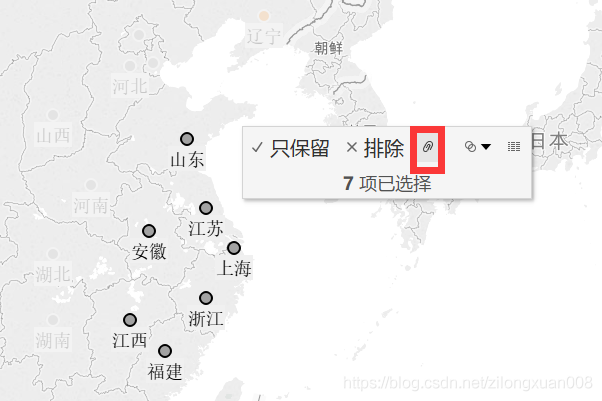 辽宁
朝鲜
河北
山西
只保留 排除
日本
山东
7 项已选择
河南
江苏
安徽
上海
湖北
浙江
江西
湖南
福建
https://blog.csdn.net/zilongxuan008